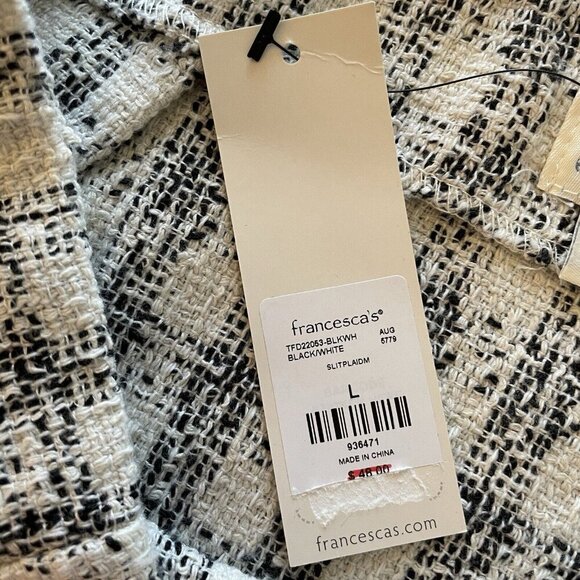 francesca's®
TFD22053-BLKWH AUG
BLACK/WHITE 5779
SLITPLAIDM
L
936471
MADE IN CHINA
$ 48.00
francescas.com